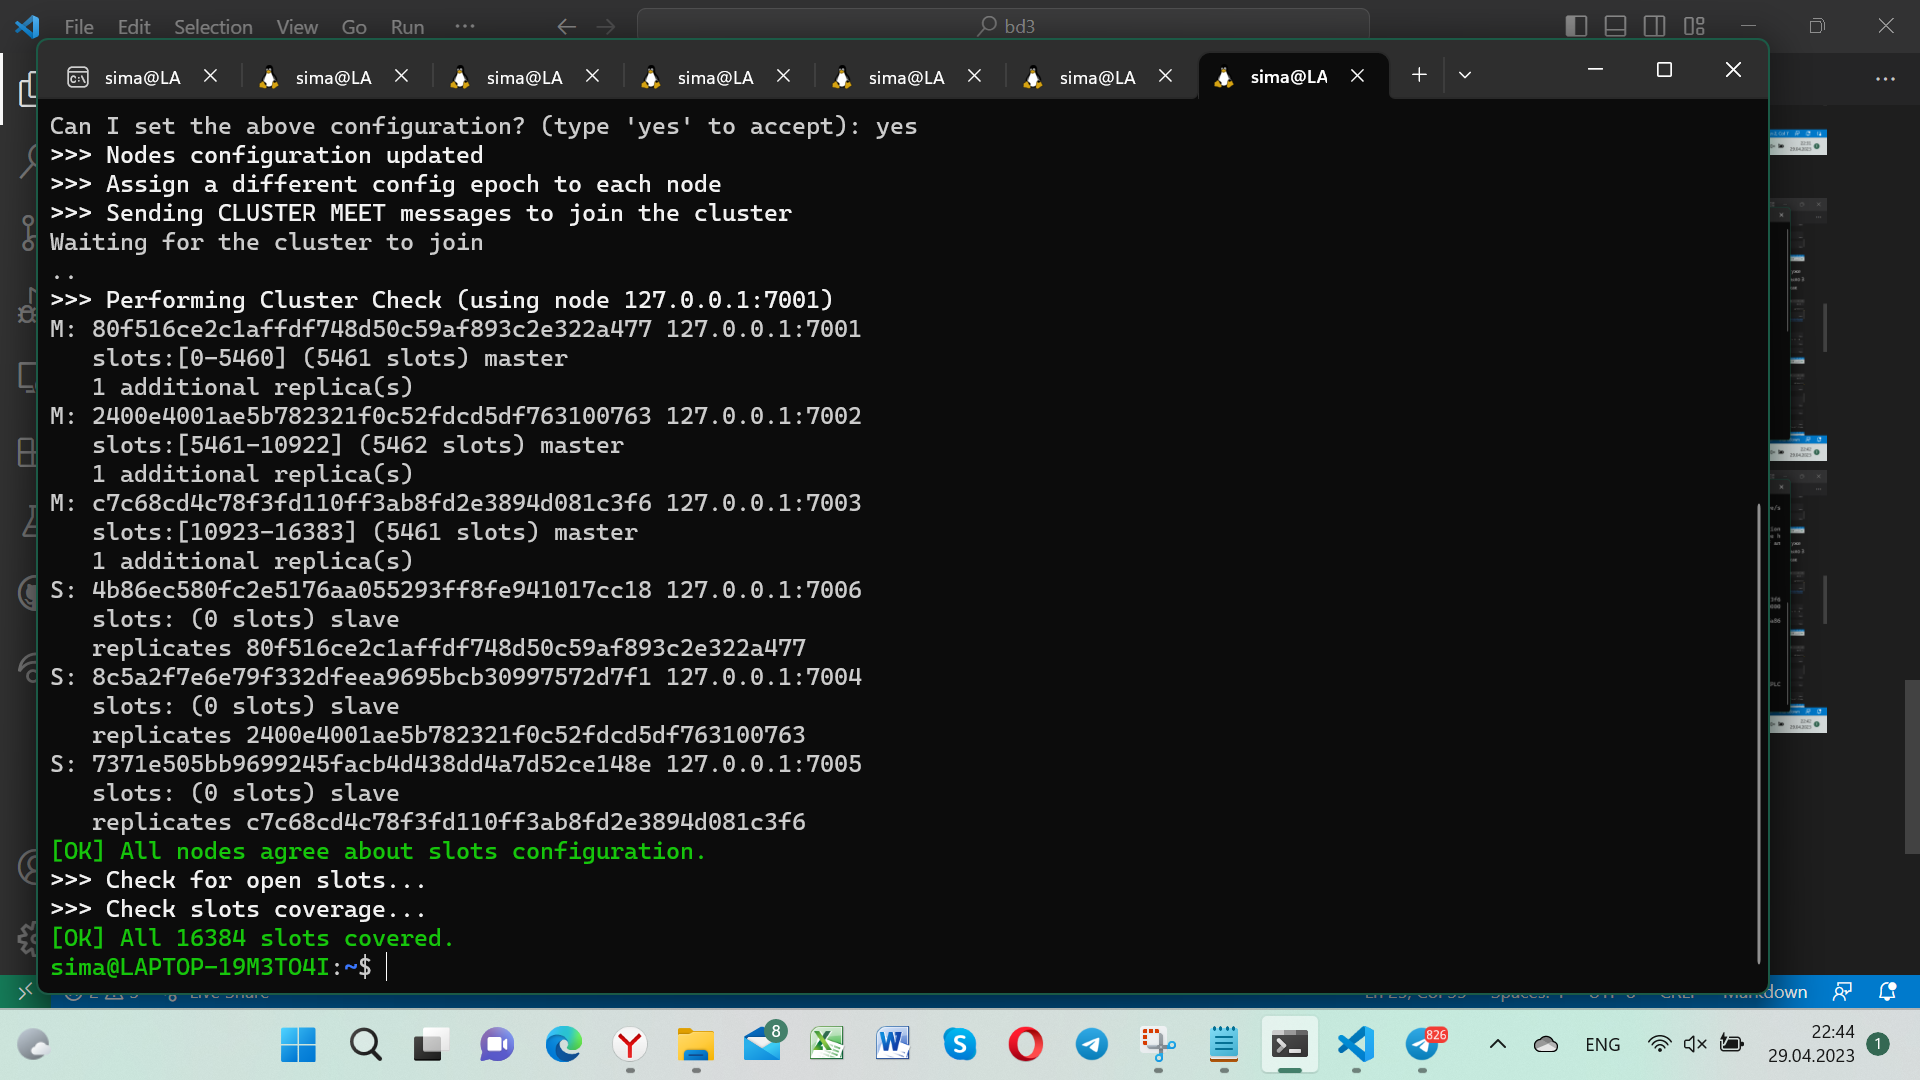 File Edit Selection View Go Run ···
bd3
sima@LA sima@LA sima@LA sima@LA sima@LA sima@LA sima@LA
Can I set the above configuration? (type 'yes' to accept): yes
>>> Nodes configuration updated
>>> Assign a different config epoch to each node
>>> Sending CLUSTER MEET messages to join the cluster
Waiting for the cluster to join
..
>>> Performing Cluster Check (using node 127.0.0.1:7001)
M: 80f516ce2c1affdf748d50c59af893c2e322a477 127.0.0.1:7001
slots:[0-5460] (5461 slots) master
1 additional replica(s)
M: 2400e4001ae5b782321f0c52fdcd5df763100763 127.0.0.1:7002
slots:[5461-10922] (5462 slots) master
1 additional replica(s)
M: c7c68cd4c78f3fd110ff3ab8fd2e3894d081c3f6 127.0.0.1:7003
slots:[10923-16383] (5461 slots) master
1 additional replica(s)
S: 4b86ec580fc2e5176aa055293ff8fe941017cc18 127.0.0.1:7006
slots: (0 slots) slave
replicates 80f516ce2c1affdf748d50c59af893c2e322a477
S: 8c5a2f7e6e79f332dfeea9695bcb30997572d7f1 127.0.0.1:7004
slots: (0 slots) slave
replicates 2400e4001ae5b782321f0c52fdcd5df763100763
S: 7371e505bb9699245facb4d438dd4a7d52ce148e 127.0.0.1:7005
slots: (0 slots) slave
replicates c7c68cd4c78f3fd110ff3ab8fd2e3894d081c3f6
[OK] All nodes agree about slots configuration.
>>> Check for open slots...
>>> Check slots coverage...
[OK] All 16384 slots covered.
sima@LAPTOP-19M3TO4I:~$
Live Share Markdown
8 826 ENG 22:44 1
29.04.2023